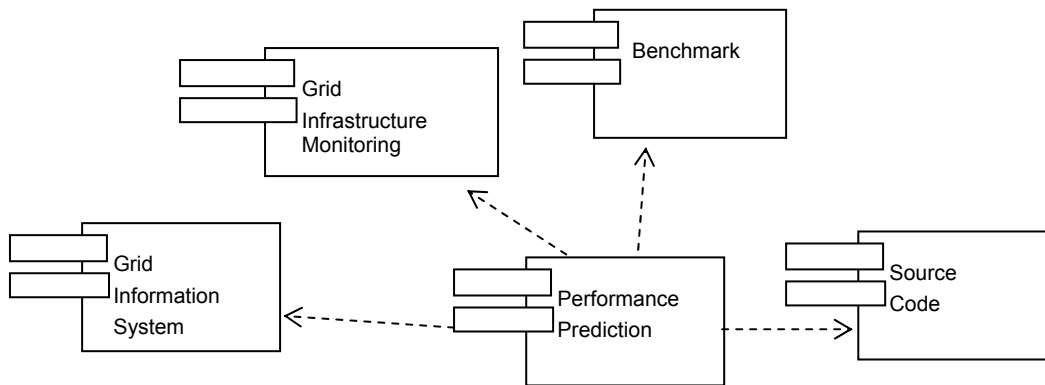 Benchmark
Grid
Infrastructure
Monitoring
Grid
Information
System
Performance
Prediction
Source
Code